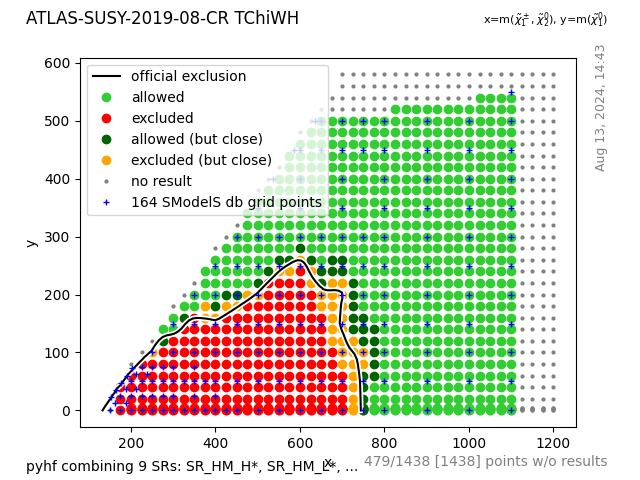 ATLAS-SUSY-2019-08-CR TChiWH
x=m(χ̃₁±, χ̃₂⁰), y=m(χ̃₁⁰)
Aug 13, 2024, 14:43
official exclusion
allowed
excluded
allowed (but close)
excluded (but close)
no result
164 SModelS db grid points
y
600
500
400
300
200
100
0
200 400 600 800 1000 1200
x
479/1438 [1438] points w/o results
pyhf combining 9 SRs: SR_HM_H*, SR_HM_L*, ...